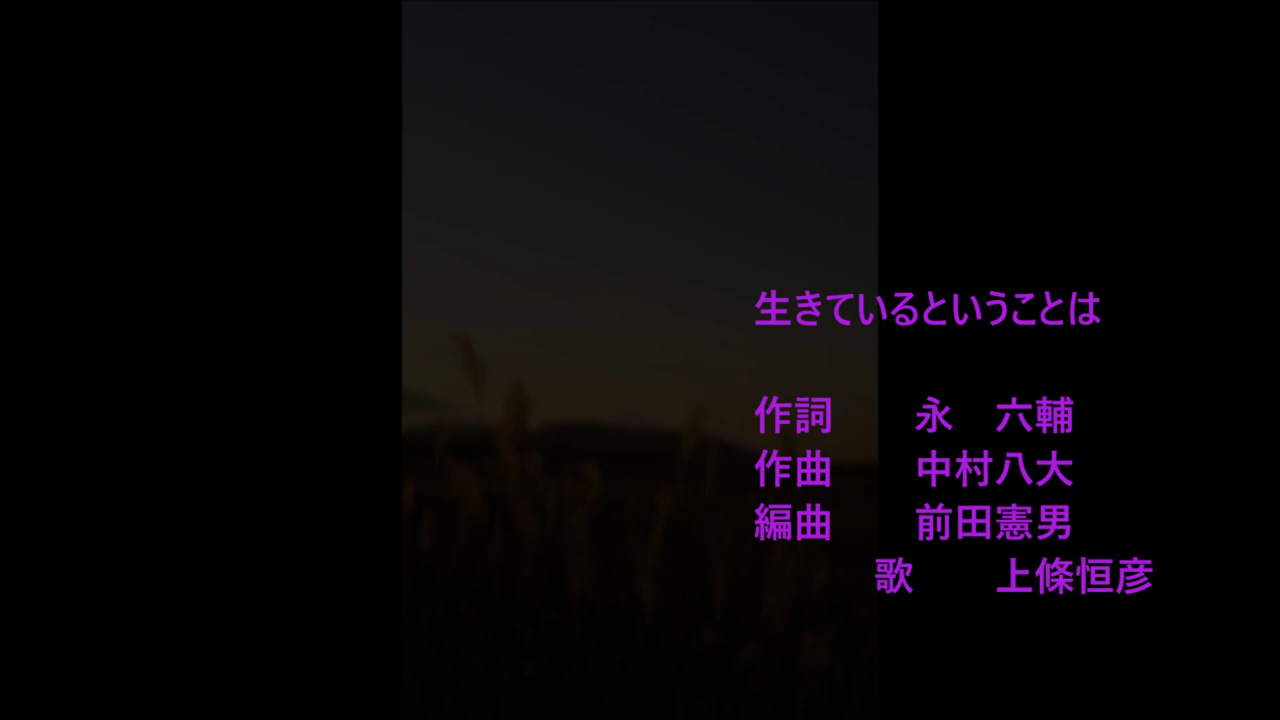 生きているということは
作詞　　永　六輔
作曲　　中村八大
編曲　　前田憲男
歌　　上條恒彦